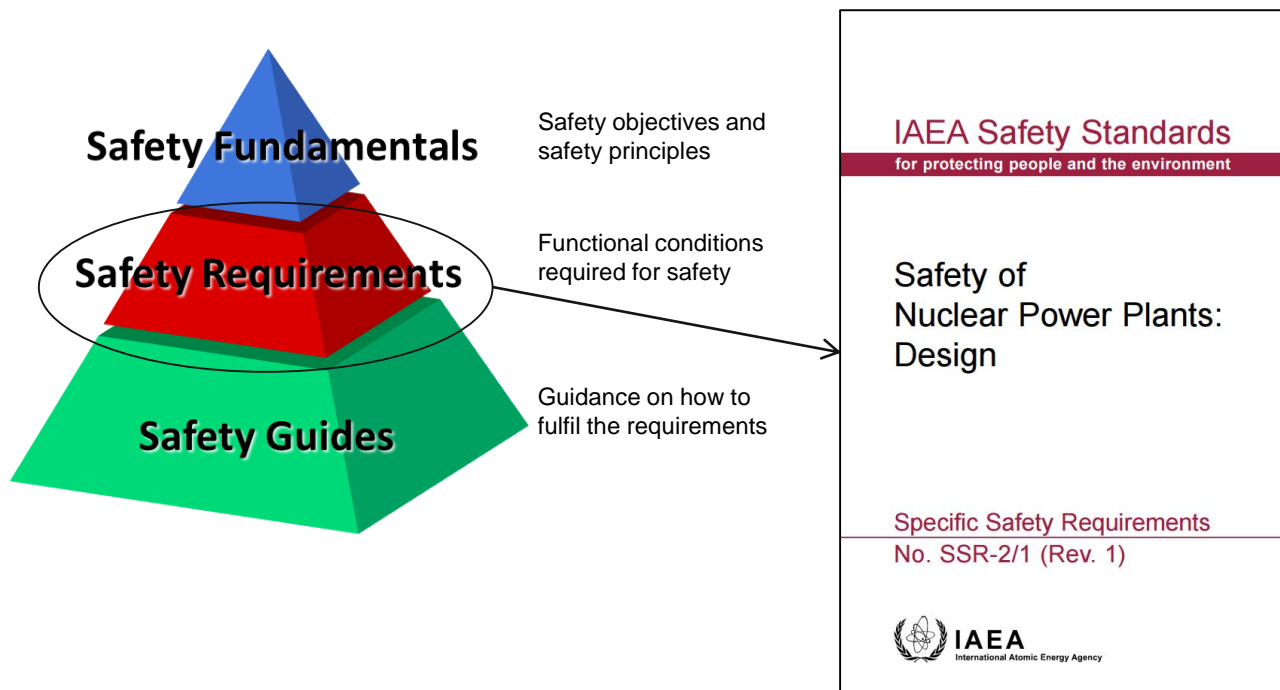 Safety Fundamentals
Safety objectives and
safety principles
Safety Requirements
Functional conditions
required for safety
Safety Guides
Guidance on how to
fulfil the requirements
IAEA Safety Standards
for protecting people and the environment
Safety of
Nuclear Power Plants:
Design
Specific Safety Requirements
No. SSR-2/1 (Rev. 1)
IAEA
International Atomic Energy Agency